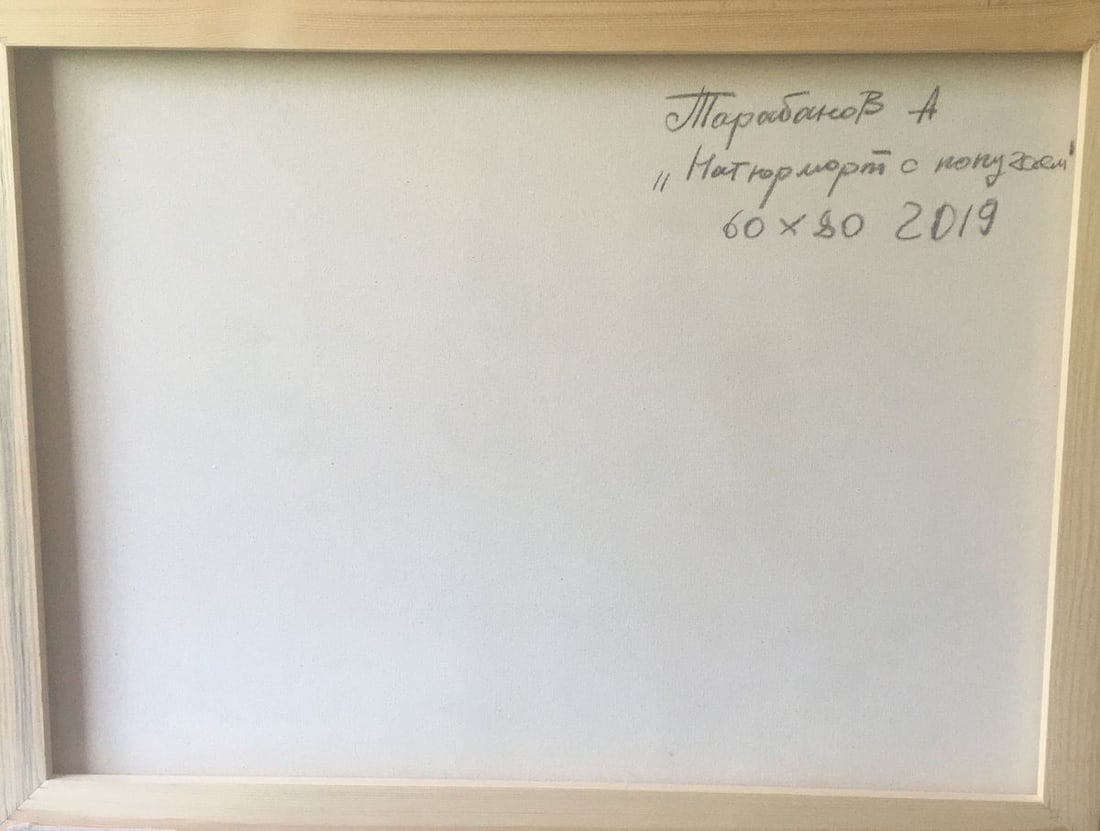 Тарабанов А
„Натюрморт с попугаем"
60 x 80 2019